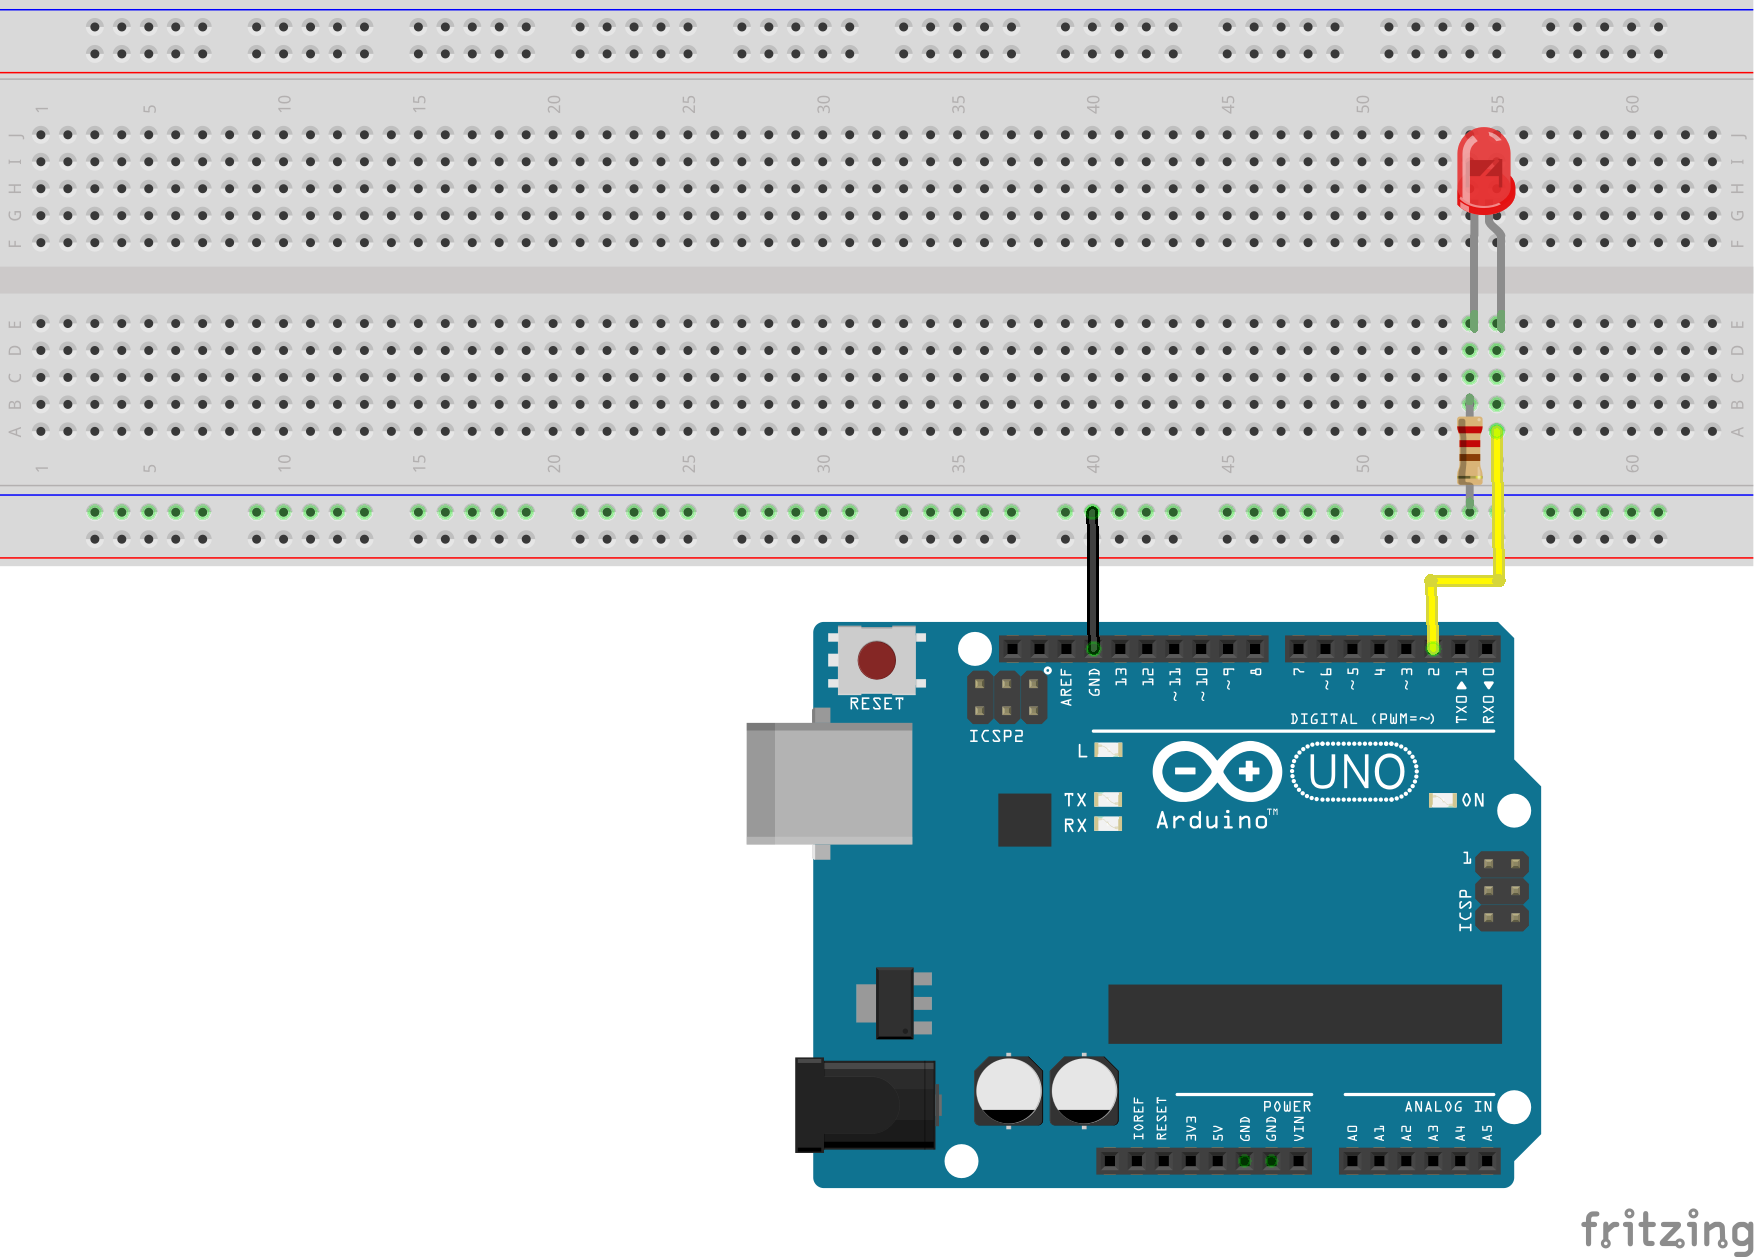 1 5 10 15 20 25 30 35 40 45 50 55 60
J J
I I
H H
G G
F F
E E
D D
C C
B B
A A
1 5 10 15 20 25 30 35 40 45 50 60
RESET
ICSP2
AREF GND 13 12 ~11 ~10 ~9 8 7 ~6 ~5 4 ~3 2 TX0▶1 RX0◀0
DIGITAL (PWM=~)
L
TX
RX
UNO
Arduino™
ON
1
ICSP
POWER
ANALOG IN
IOREF RESET 3V3 5V GND GND VIN A0 A1 A2 A3 A4 A5
fritzing